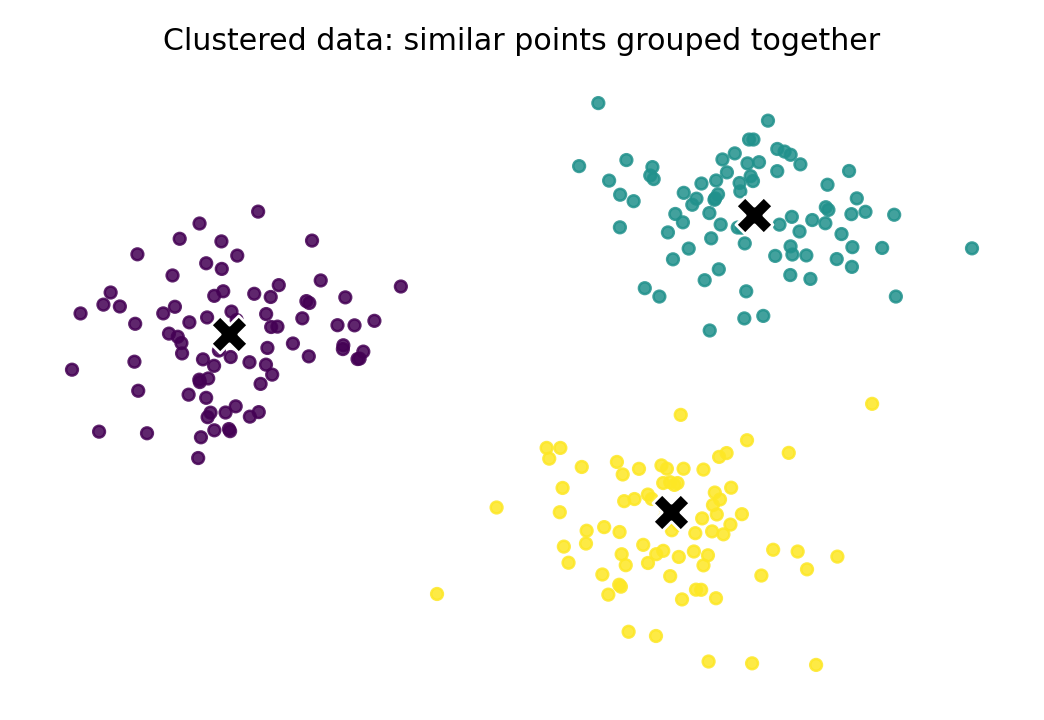 Clustered data: similar points grouped together